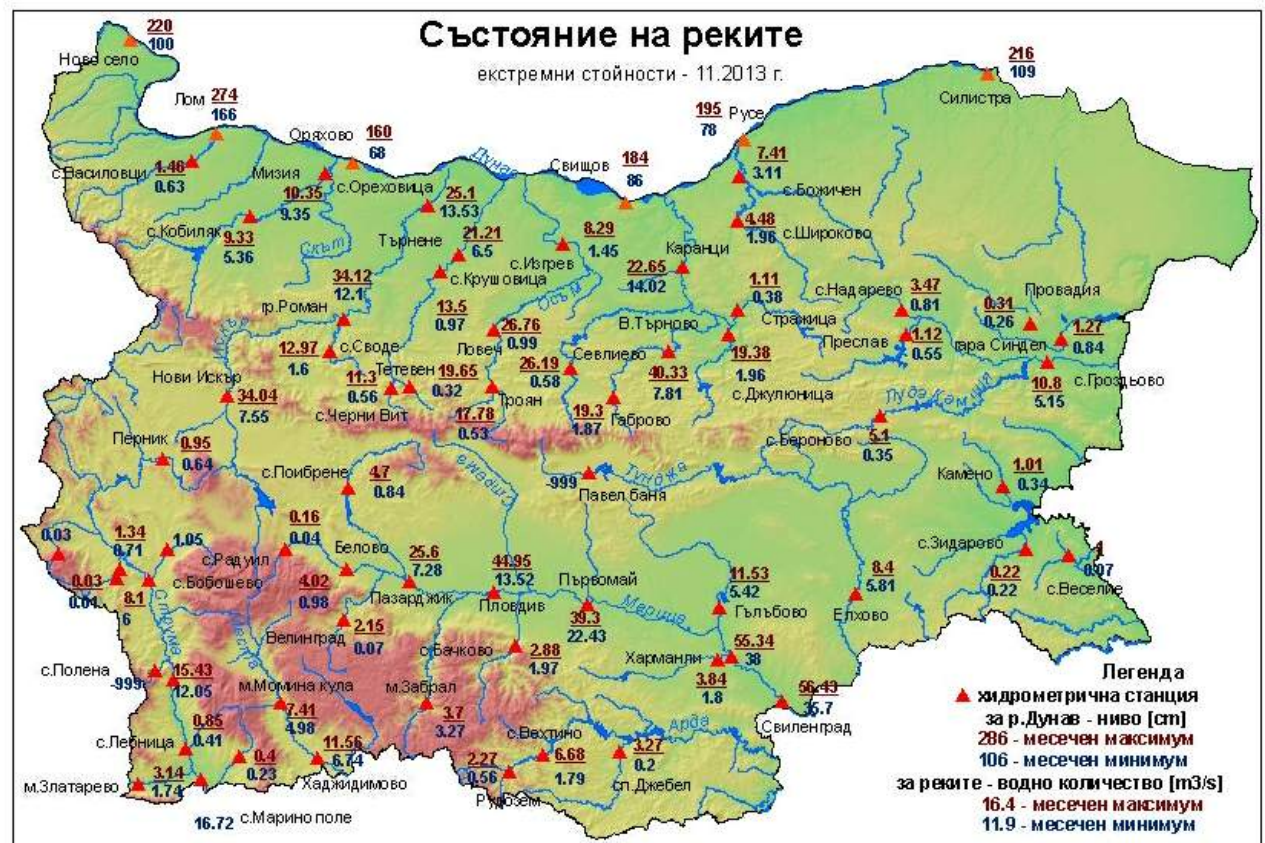 Състояние на реките
екстремни стойности - 11.2013 г.
220
100
Ново село
216
109
Силистра
Лом 274
166
195
78
Русе
Оряхово 160
68
Дунав
Свищов 184
86
7.41
3.11
с.Божичен
с.Василовци 1.48
0.63
Мизия
10.35
9.35
с.Ореховица 25.1
13.53
4.48
1.96
с.Широково
с.Кобиляк
9.33
5.36
Скът
Търнене
21.21
6.5
с.Изгрев
8.29
1.45
Каранци
22.65
14.02
с.Крушовица
34.12
12.1
гр.Роман
13.5
0.97
Осъм
1.11
0.38
Стражица
с.Надарево 3.47
0.81
Провадия
0.31
0.26
1.27
0.84
с.Гроздьово
Преслав
1.12
0.55
гара Синдел
10.8
5.15
12.97
1.6
с.Своде
Ловеч
26.76
0.99
В.Търново
Севлиево
40.33
7.81
19.38
1.96
с.Джулюница
Искър
Нови Искър
34.04
7.55
Тетевен
11.3
0.56
с.Черни Вит
19.65
0.32
Троян
17.78
0.53
26.19
0.58
19.3
1.87
Габрово
Луда Камчия
с.Бероново
5.1
0.35
Перник
0.95
0.64
с.Поибрене
4.7
0.84
Стряма
-999
Павел баня
Тунджа
Камено
1.01
0.34
0.03
1.34
0.71
1.05
с.Радуил
0.16
0.04
Белово
25.6
7.28
44.95
13.52
Първомай
11.53
5.42
8.4
5.81
с.Зидарово
0.22
0.22
1
0.07
с.Веселие
0.03
0.01
8.1
6
с.Бобошево
4.02
0.98
Пазарджик
Пловдив
39.3
22.43
Марица
Гълъбово
Елхово
Струма
Места
Велинград
2.15
0.07
с.Бачково
2.88
1.97
Харманли
55.34
38
3.84
1.8
с.Полена
-999
15.43
12.05
м.Момина кула
7.41
4.98
м.Забрал
3.7
3.27
56.43
35.7
Свиленград
0.85
0.41
с.Лебница
0.4
0.23
11.56
6.74
Хаджидимово
с.Вехтино
2.27
0.56
Рудозем
6.68
1.79
Арда
3.27
0.2
сп.Джебел
м.Златарево
3.14
1.74
16.72
с.Марино поле
Легенда
хидрометрична станция
за р.Дунав - ниво [cm]
286 - месечен максимум
106 - месечен минимум
за реките - водно количество [m3/s]
16.4 - месечен максимум
11.9 - месечен минимум